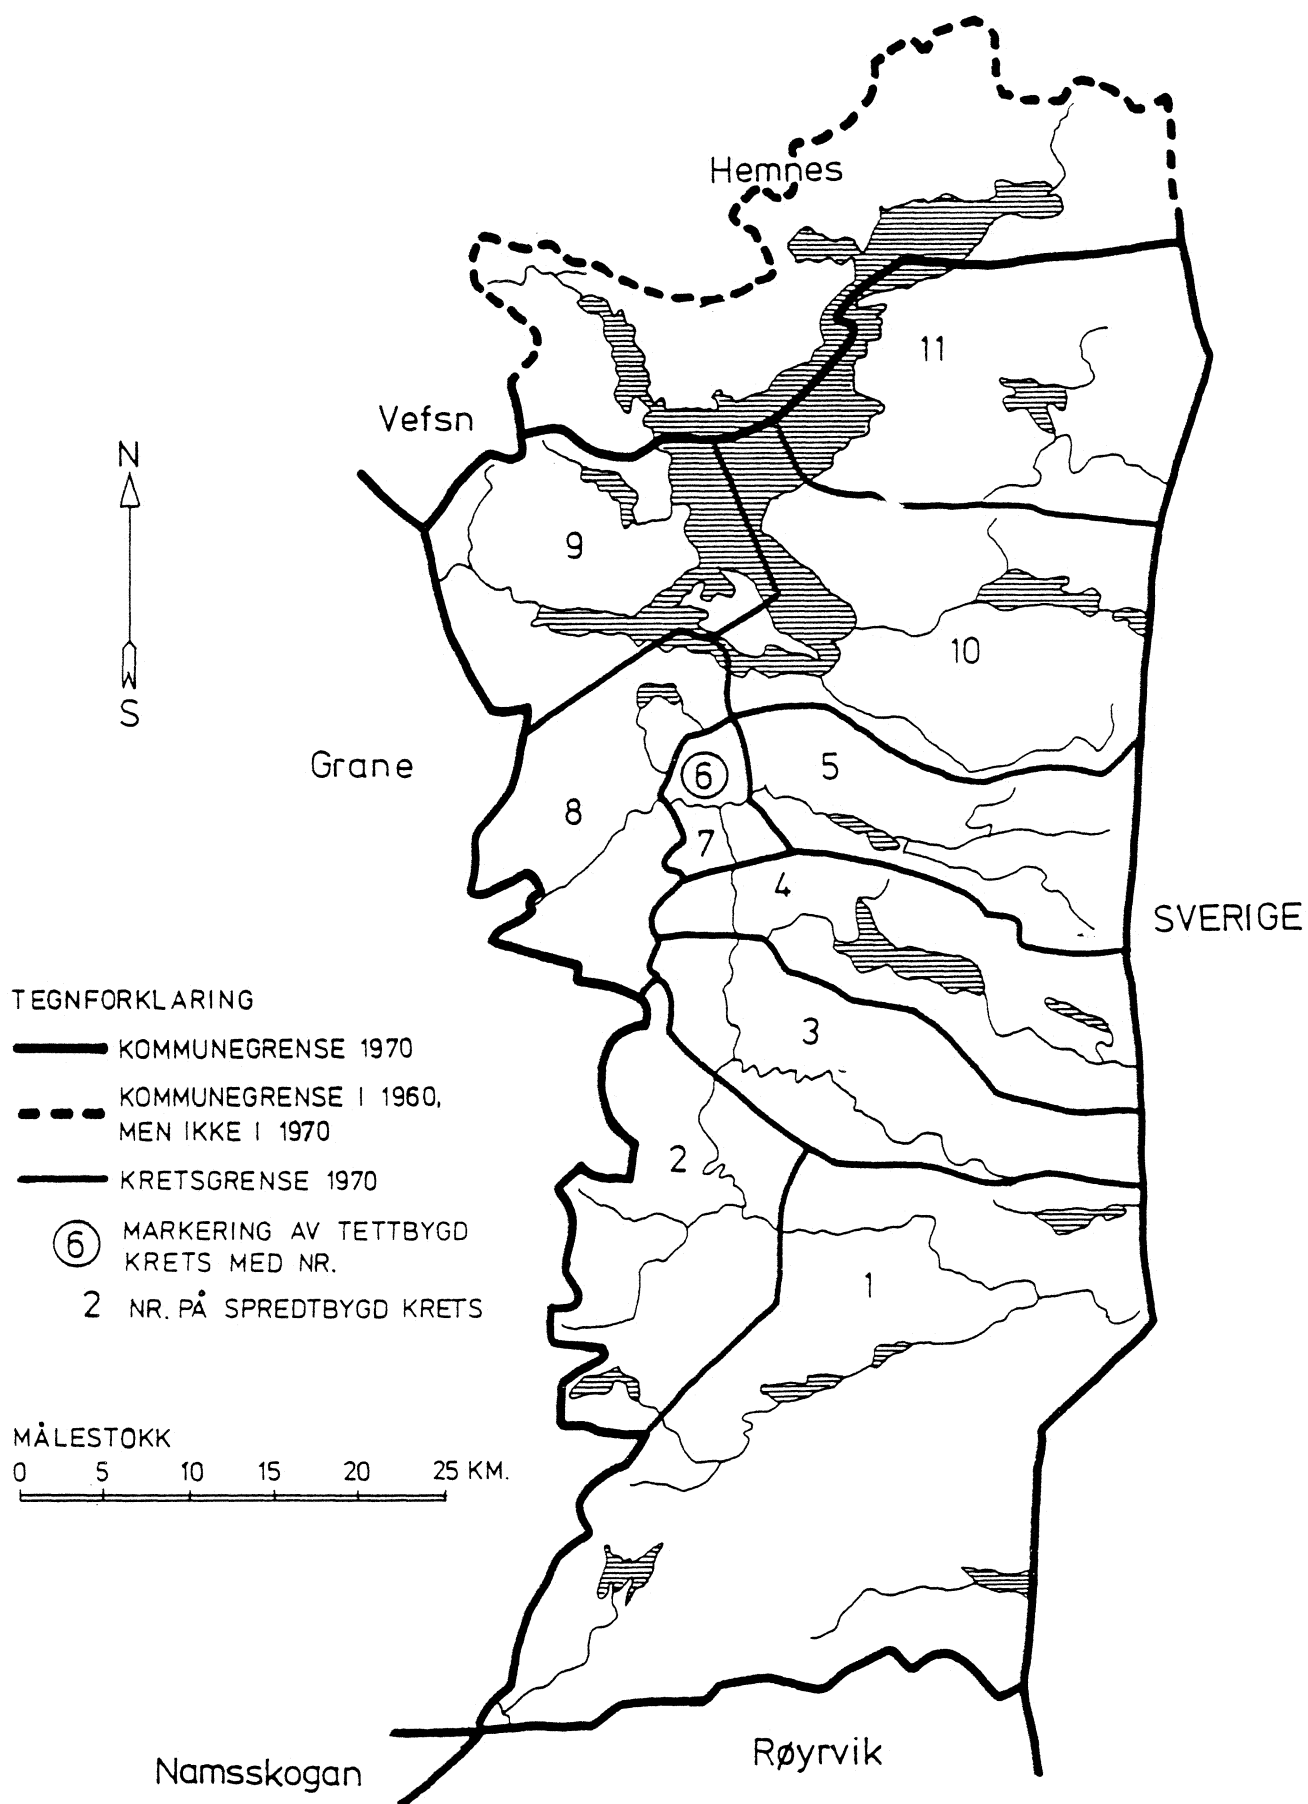 Hemnes
11
Vefsn
N
9
10
S
Grane
5
6
8
7
4
SVERIGE
TEGNFORKLARING
KOMMUNEGRENSE 1970
3
KOMMUNEGRENSE I 1960,
MEN IKKE I 1970
2
KRETSGRENSE 1970
6 MARKERING AV TETTBYGD
KRETS MED NR.
1
2 NR. PÅ SPREDTBYGD KRETS
MÅLESTOKK
0 5 10 15 20 25 KM.
Røyrvik
Namsskogan